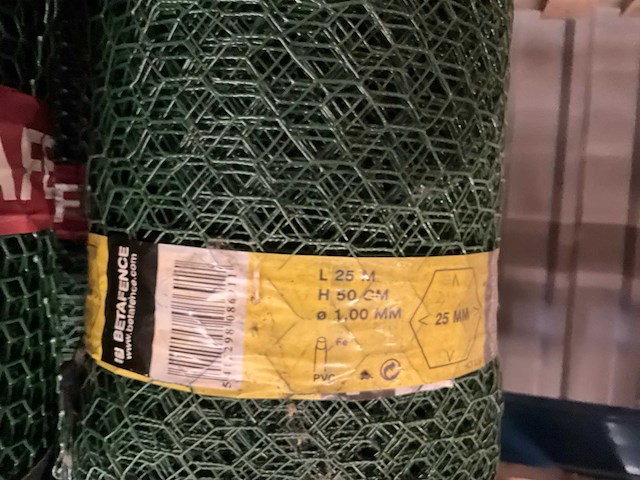 BETAFENCE
www.betafence.com
L 25 M
H 50 CM
ø 1,00 MM
< 25 MM >
Fe
PVC